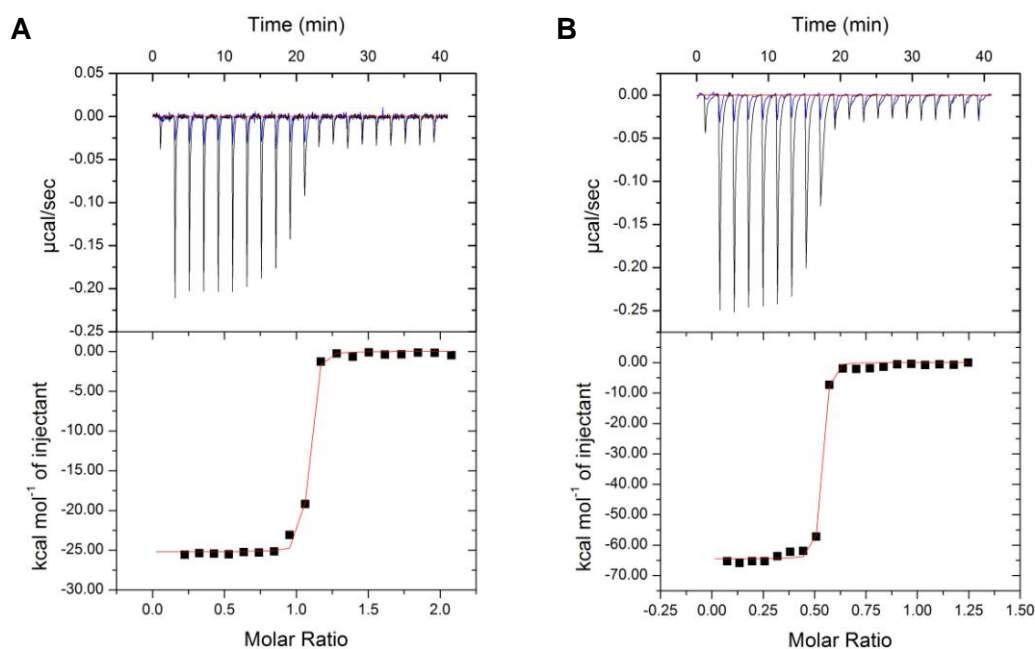 A
Time (min)
0 10 20 30 40
0.05
0.00
-0.05
-0.10
-0.15
-0.20
-0.25
µcal/sec
0.00
-5.00
-10.00
-15.00
-20.00
-25.00
-30.00
kcal mol⁻¹ of injectant
0.0 0.5 1.0 1.5 2.0
Molar Ratio
B
Time (min)
0 10 20 30 40
0.00
-0.05
-0.10
-0.15
-0.20
-0.25
µcal/sec
0.00
-10.00
-20.00
-30.00
-40.00
-50.00
-60.00
-70.00
kcal mol⁻¹ of injectant
-0.25 0.00 0.25 0.50 0.75 1.00 1.25 1.50
Molar Ratio